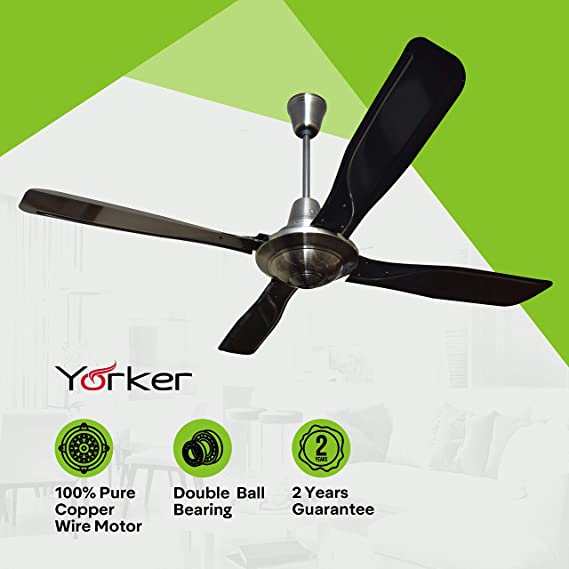 Yorker
100% Pure
Copper
Wire Motor
Double Ball
Bearing
2
YEARS
2 Years
Guarantee